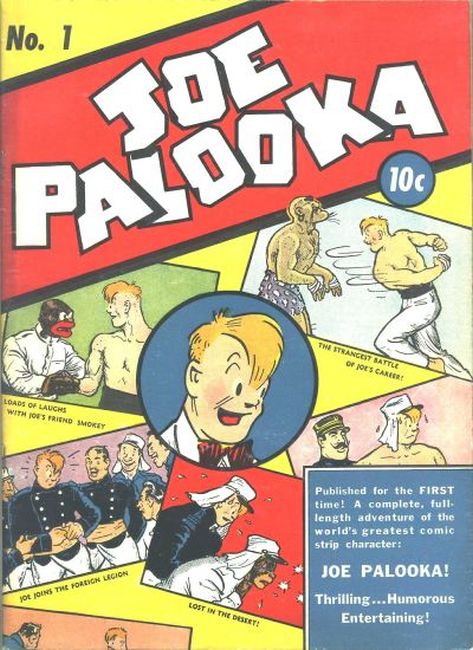 No. 1
JOE
PALOOKA
10c
THE STRANGEST BATTLE
OF JOE'S CAREER!
LOADS OF LAUGHS
WITH JOE'S FRIEND SMOKEY
JOE JOINS THE FOREIGN LEGION
LOST IN THE DESERT!
Published for the FIRST
time! A complete, full-
length adventure of the
world's greatest comic
strip character:
JOE PALOOKA!
Thrilling...Humorous
Entertaining!